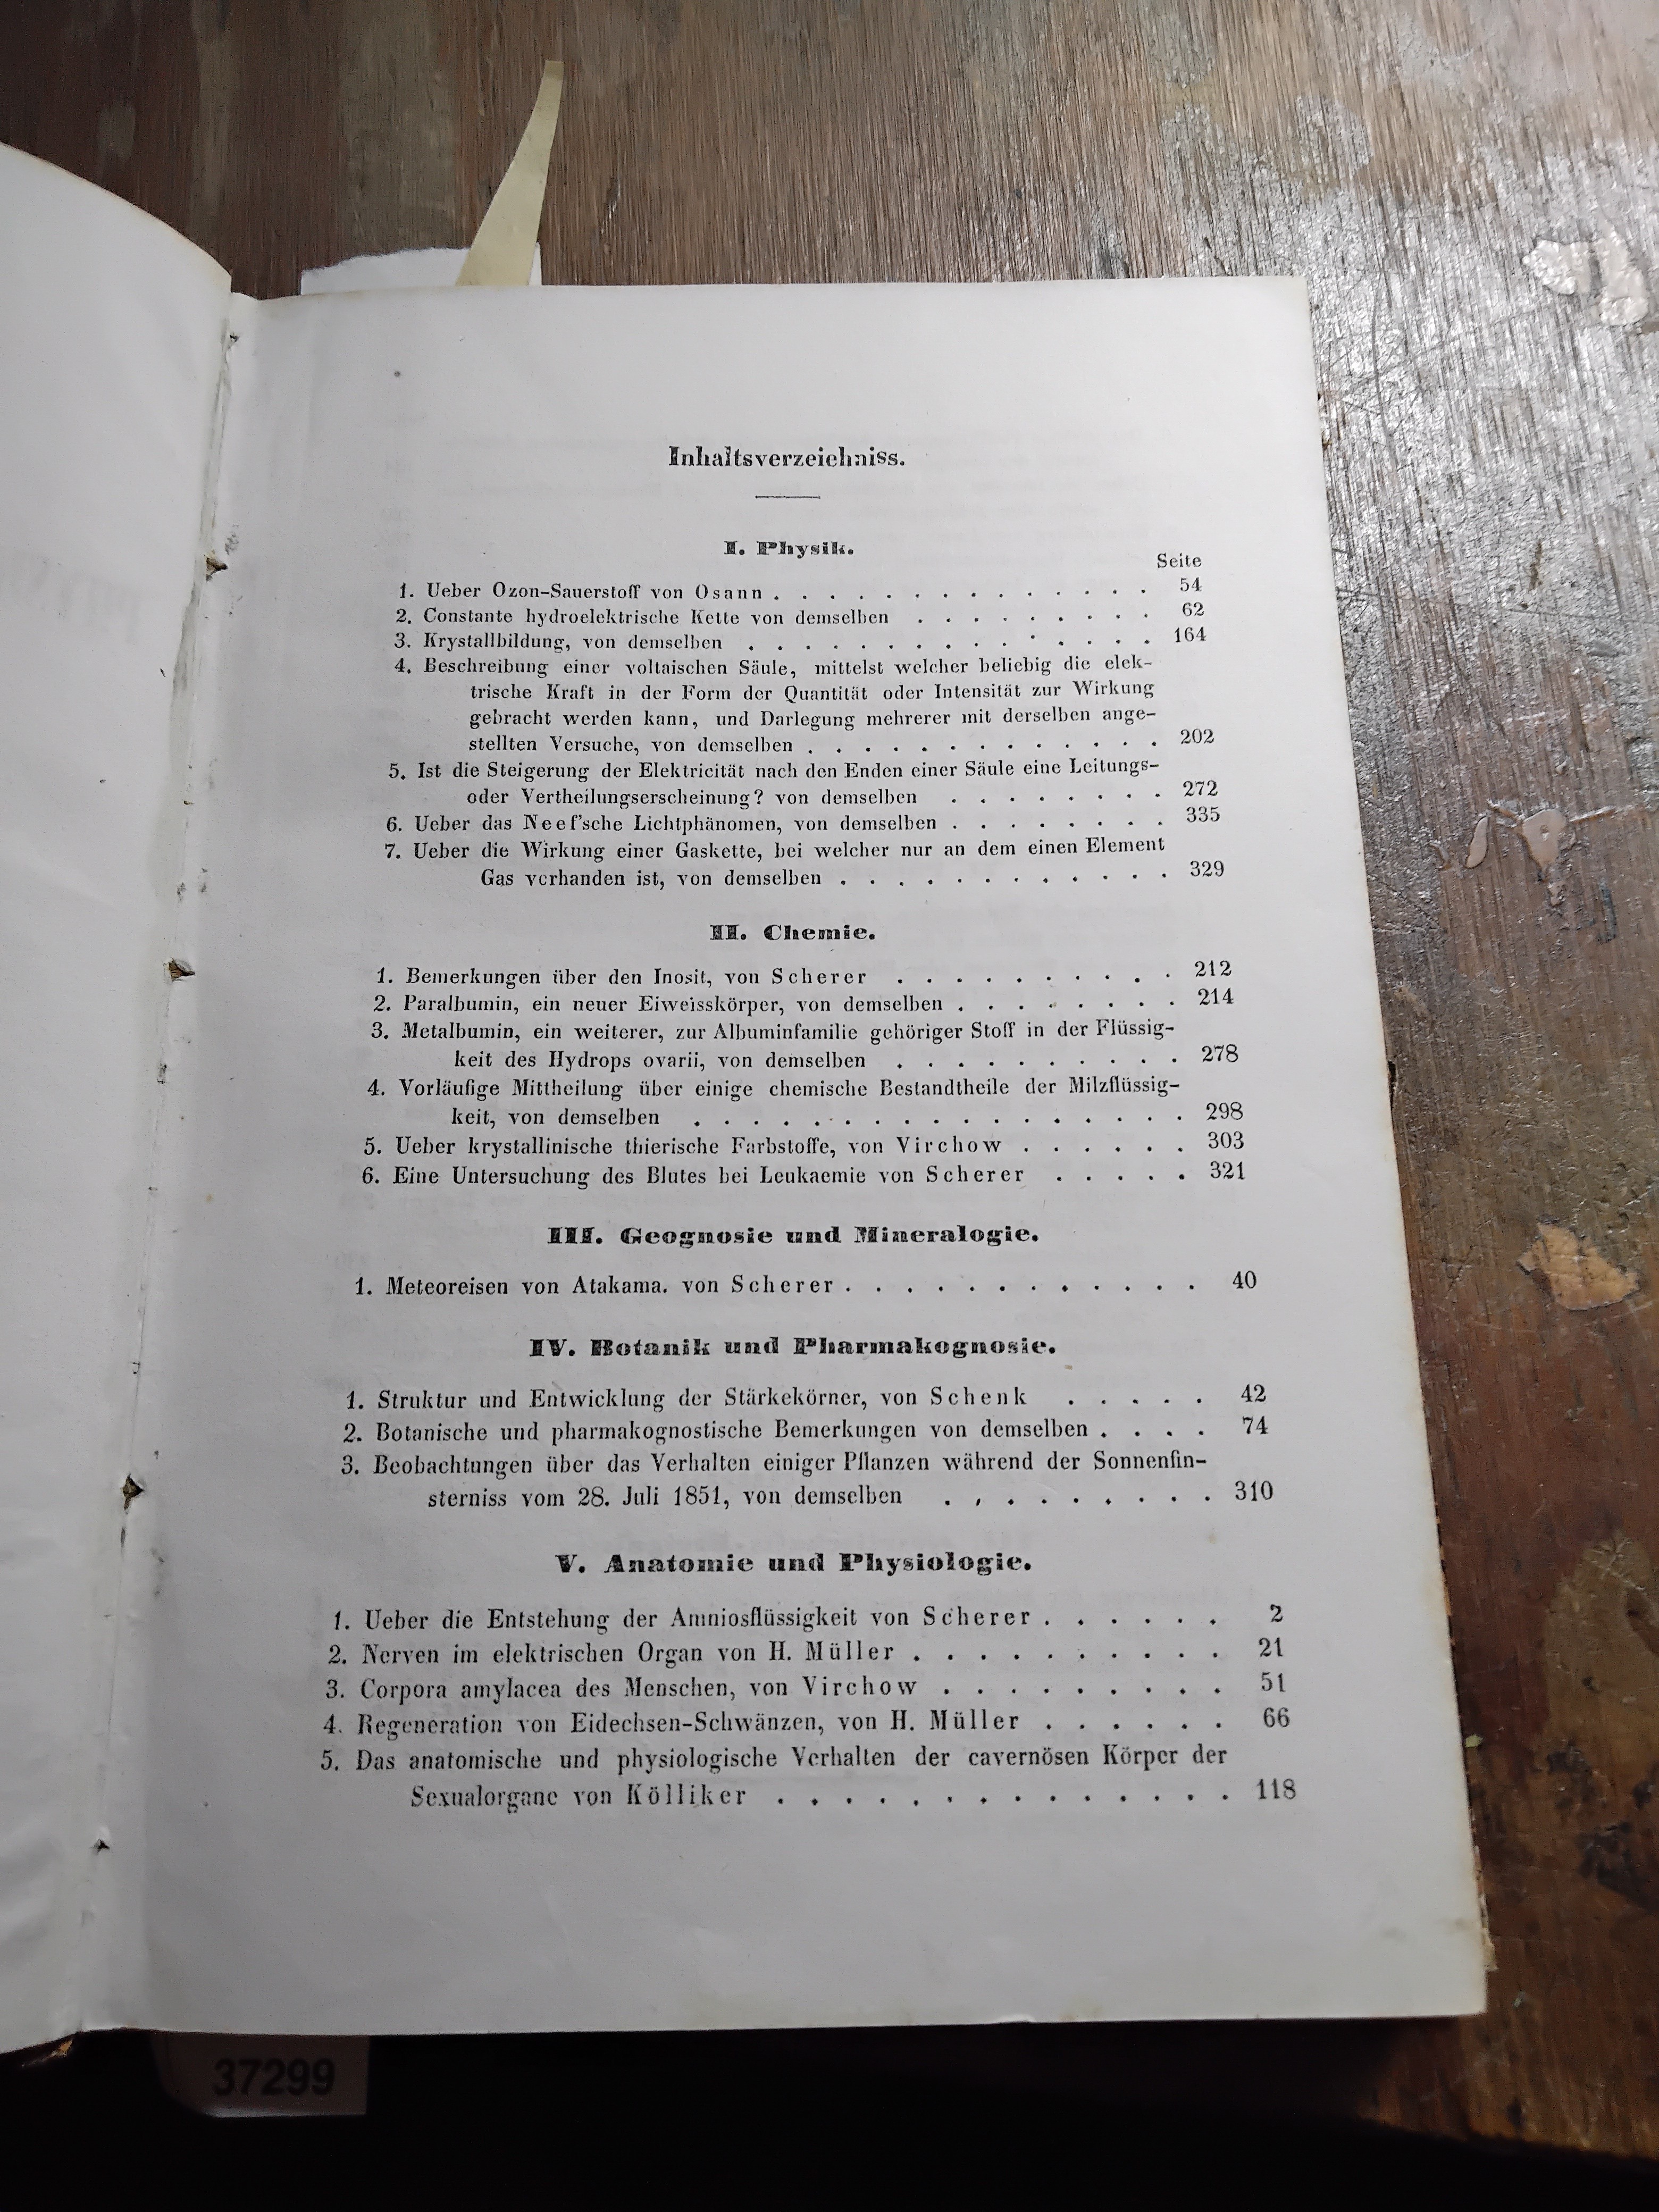 Inhaltsverzeichniss.
I. Physik.
Seite
1. Ueber Ozon-Sauerstoff von Osann . . . . . . . . . . . . . . 54
2. Constante hydroelektrische Kette von demselben . . . . . . . . . 62
3. Krystallbildung, von demselben . . . . . . . . . . . . . . . 164
4. Beschreibung einer voltaischen Säule, mittelst welcher beliebig die elek-
trische Kraft in der Form der Quantität oder Intensität zur Wirkung
gebracht werden kann, und Darlegung mehrerer mit derselben ange-
stellten Versuche, von demselben . . . . . . . . . . . . . 202
5. Ist die Steigerung der Elektricität nach den Enden einer Säule eine Leitungs-
oder Vertheilungserscheinung? von demselben . . . . . . . . 272
6. Ueber das Neef'sche Lichtphänomen, von demselben . . . . . . . . 335
7. Ueber die Wirkung einer Gaskette, bei welcher nur an dem einen Element
Gas vorhanden ist, von demselben . . . . . . . . . . . . 329
II. Chemie.
1. Bemerkungen über den Inosit, von Scherer . . . . . . . . . . 212
2. Paralbumin, ein neuer Eiweisskörper, von demselben . . . . . . . . 214
3. Metalbumin, ein weiterer, zur Albuminfamilie gehöriger Stoff in der Flüssig-
keit des Hydrops ovarii, von demselben . . . . . . . . . . 278
4. Vorläufige Mittheilung über einige chemische Bestandtheile der Milzflüssig-
keit, von demselben . . . . . . . . . . . . . . . . . 298
5. Ueber krystallinische thierische Farbstoffe, von Virchow . . . . . . 303
6. Eine Untersuchung des Blutes bei Leukaemie von Scherer . . . . . 321
III. Geognosie und Mineralogie.
1. Meteoreisen von Atakama. von Scherer . . . . . . . . . . . . 40
IV. Botanik und Pharmakognosie.
1. Struktur und Entwicklung der Stärkekörner, von Schenk . . . . . 42
2. Botanische und pharmakognostische Bemerkungen von demselben . . . . 74
3. Beobachtungen über das Verhalten einiger Pflanzen während der Sonnenfin-
sterniss vom 28. Juli 1851, von demselben . . . . . . . . . 310
V. Anatomie und Physiologie.
1. Ueber die Entstehung der Amniosflüssigkeit von Scherer . . . . . . 2
2. Nerven im elektrischen Organ von H. Müller . . . . . . . . . . 21
3. Corpora amylacea des Menschen, von Virchow . . . . . . . . . 51
4. Regeneration von Eidechsen-Schwänzen, von H. Müller . . . . . . 66
5. Das anatomische und physiologische Verhalten der cavernösen Körper der
Sexualorgane von Kölliker . . . . . . . . . . . . . . 118
37299